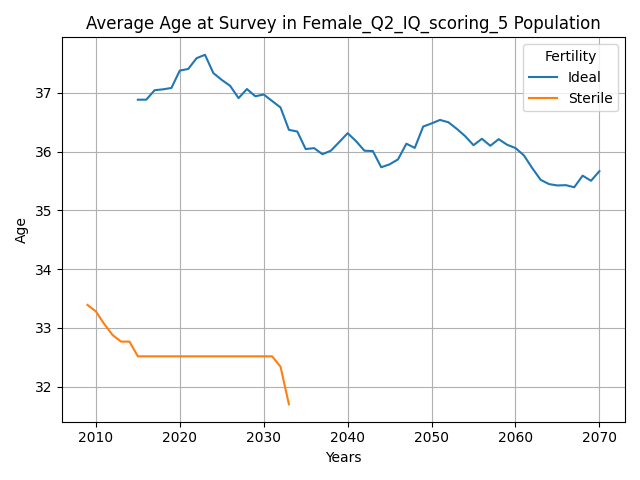 Average Age at Survey in Female_Q2_IQ_scoring_5 Population
Fertility
Ideal
Sterile
Age
37
36
35
34
33
32
2010 2020 2030 2040 2050 2060 2070
Years